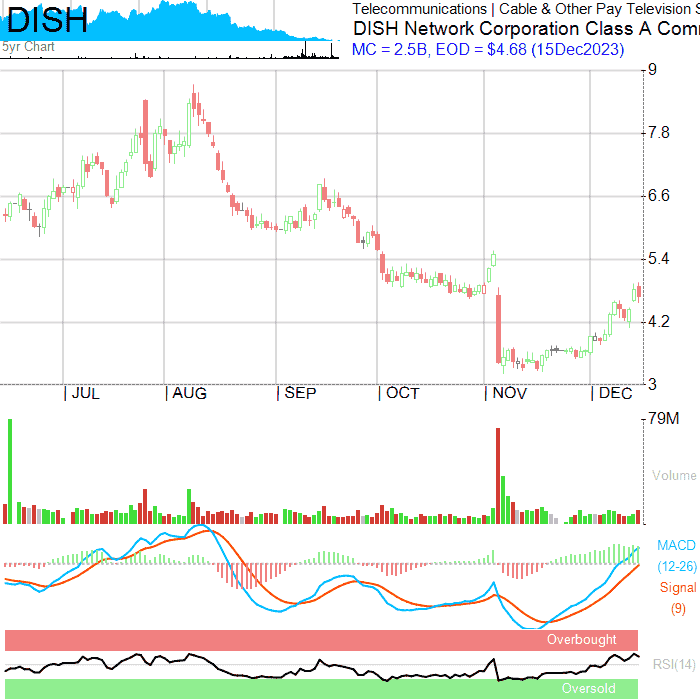 DISH
5yr Chart
Telecommunications | Cable & Other Pay Television S
DISH Network Corporation Class A Comm
MC = 2.5B, EOD = $4.68 (15Dec2023)
9
7.8
6.6
5.4
4.2
3
| JUL | AUG | SEP | OCT | NOV | DEC
79M
Volume
MACD
(12-26)
Signal
(9)
Overbought
RSI(14)
Oversold